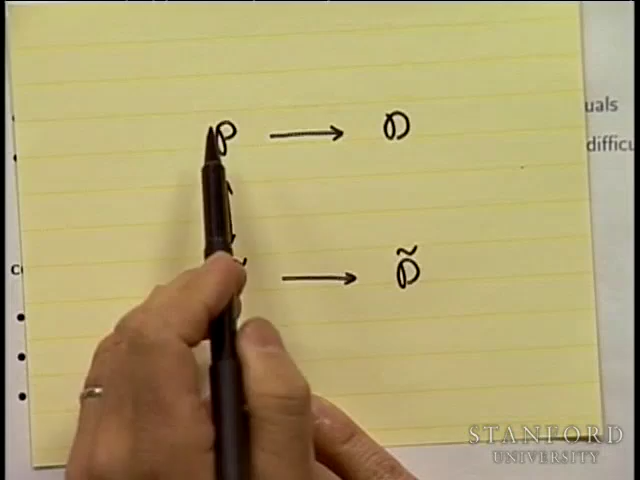 P → D
→ D̃
uals
difficu
c
STANFORD
UNIVERSITY